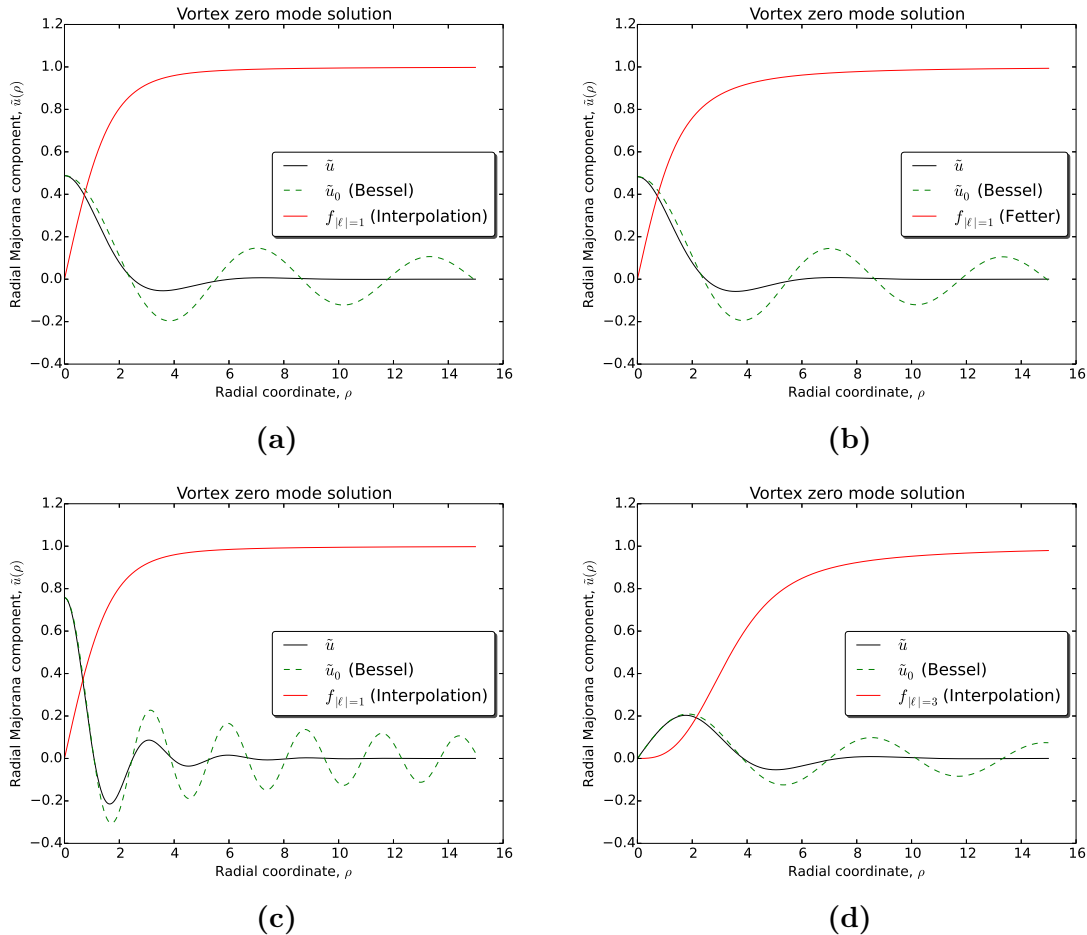 Vortex zero mode solution
1.2
1.0
0.8
0.6
0.4
0.2
0.0
−0.2
−0.4
Radial Majorana component, ũ(ρ)
ũ
ũ₀ (Bessel)
f|ℓ|=1 (Interpolation)
0 2 4 6 8 10 12 14 16
Radial coordinate, ρ
(a)
Vortex zero mode solution
1.2
1.0
0.8
0.6
0.4
0.2
0.0
−0.2
−0.4
Radial Majorana component, ũ(ρ)
ũ
ũ₀ (Bessel)
f|ℓ|=1 (Fetter)
0 2 4 6 8 10 12 14 16
Radial coordinate, ρ
(b)
Vortex zero mode solution
1.2
1.0
0.8
0.6
0.4
0.2
0.0
−0.2
−0.4
Radial Majorana component, ũ(ρ)
ũ
ũ₀ (Bessel)
f|ℓ|=1 (Interpolation)
0 2 4 6 8 10 12 14 16
Radial coordinate, ρ
(c)
Vortex zero mode solution
1.2
1.0
0.8
0.6
0.4
0.2
0.0
−0.2
−0.4
Radial Majorana component, ũ(ρ)
ũ
ũ₀ (Bessel)
f|ℓ|=3 (Interpolation)
0 2 4 6 8 10 12 14 16
Radial coordinate, ρ
(d)